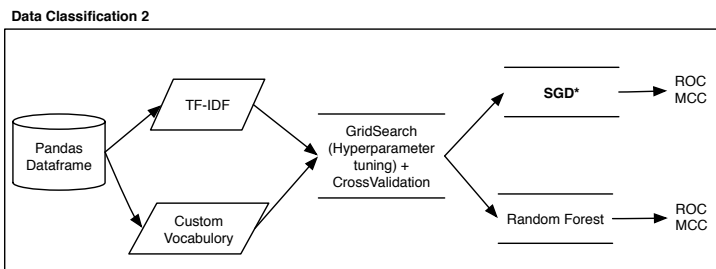 Data Classification 2
Pandas
Dataframe
TF-IDF
Custom
Vocabulory
GridSearch
(Hyperparameter
tuning) +
CrossValidation
SGD*
ROC
MCC
Random Forest
ROC
MCC